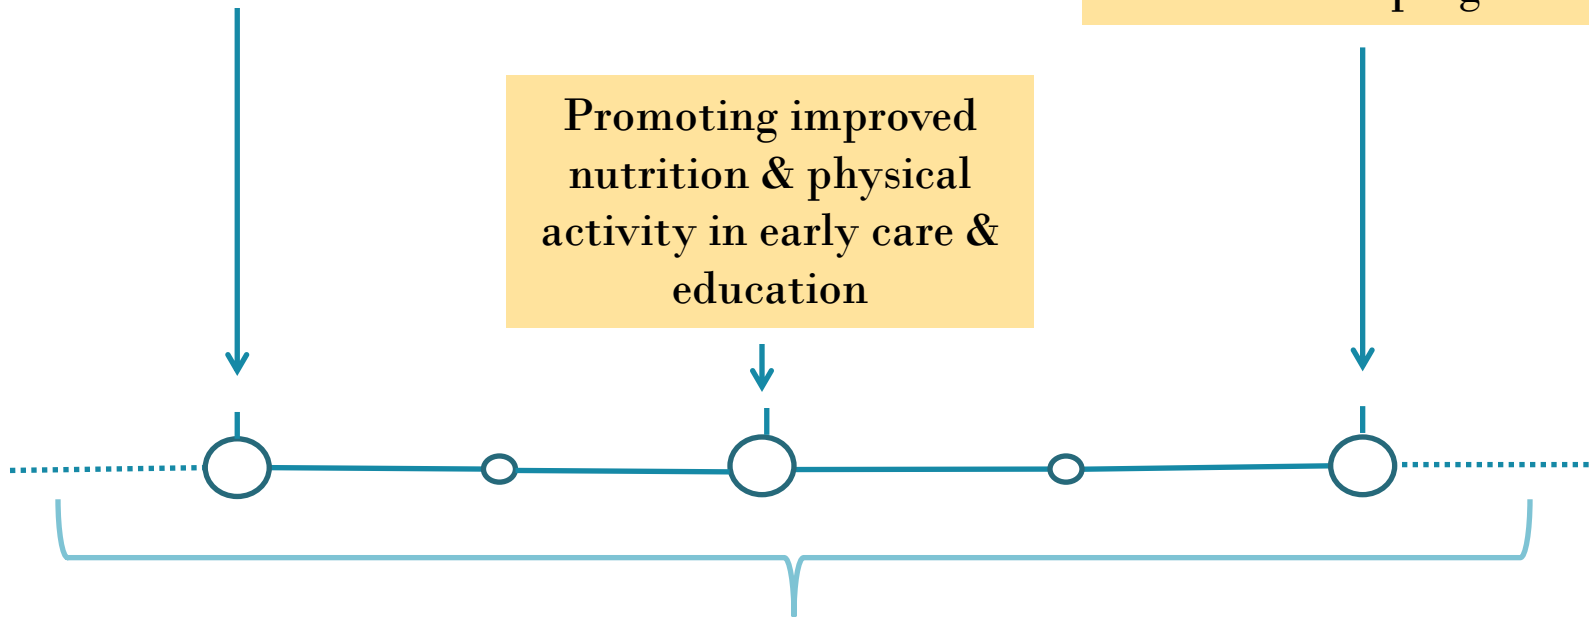 Promoting improved
nutrition & physical
activity in early care &
education